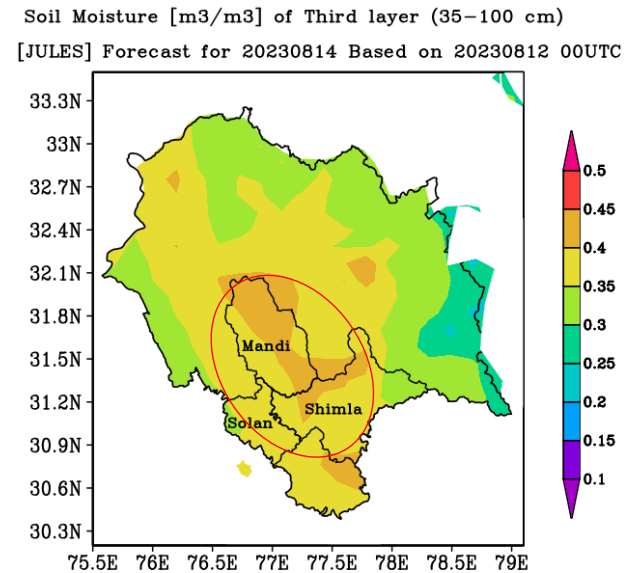 Soil Moisture [m3/m3] of Third layer (35-100 cm)
[JULES] Forecast for 20230814 Based on 20230812 00UTC
33.3N
33N
32.7N
32.4N
32.1N
31.8N
31.5N
31.2N
30.9N
30.6N
30.3N
Mandi
Shimla
Solan
75.5E 76E 76.5E 77E 77.5E 78E 78.5E 79E
0.5
0.45
0.4
0.35
0.3
0.25
0.2
0.15
0.1